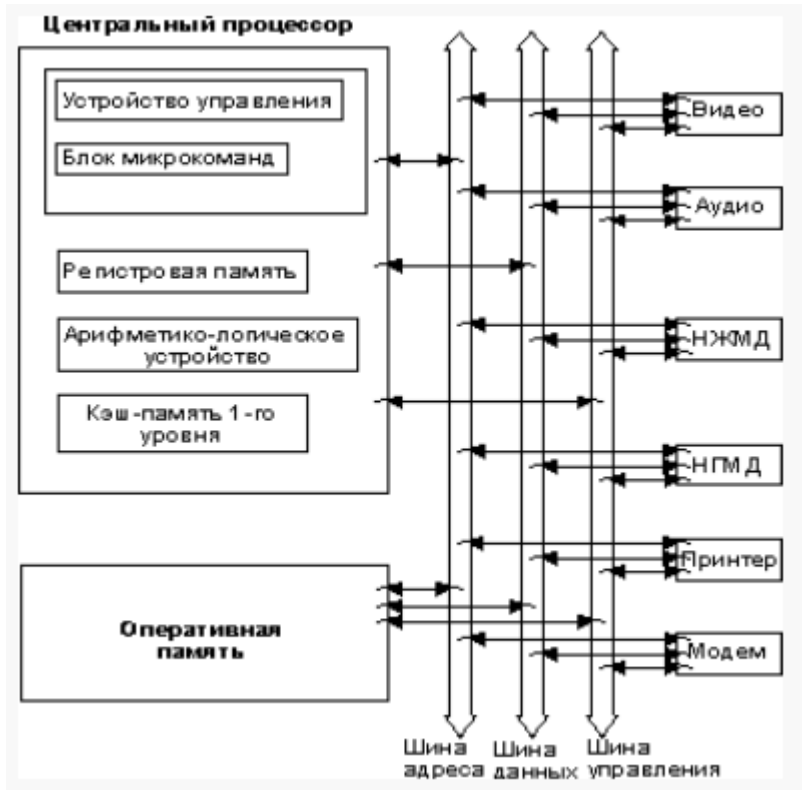 Центральный процессор
Устройство управления
Блок микрокоманд
Регистровая память
Арифметико-логическое
устройство
Кэш-память 1-го
уровня
Оперативная
память
Видео
Аудио
НЖМД
НГМД
Принтер
Модем
Шина
адреса
Шина
данных
Шина
управления